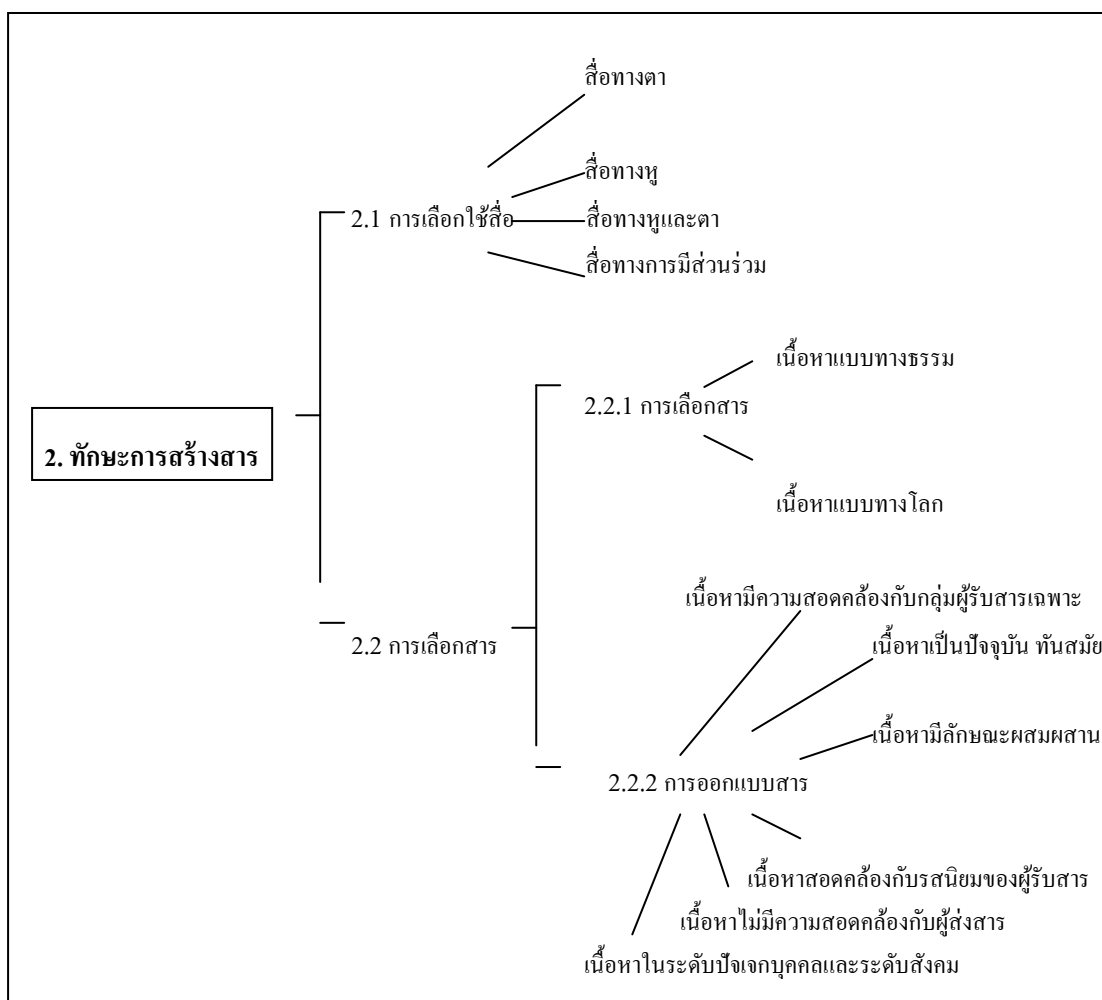 สื่อทางตา
สื่อทางหู
2.1 การเลือกใช้สื่อ
สื่อทางหูและตา
สื่อทางการมีส่วนร่วม
เนื้อหาแบบทางธรรม
2.2.1 การเลือกสาร
2. ทักษะการสร้างสาร
เนื้อหาแบบทางโลก
เนื้อหามีความสอดคล้องกับกลุ่มผู้รับสารเฉพาะ
2.2 การเลือกสาร
เนื้อหาเป็นปัจจุบัน ทันสมัย
เนื้อหามีลักษณะผสมผสาน
2.2.2 การออกแบบสาร
เนื้อหาสอดคล้องกับรสนิยมของผู้รับสาร
เนื้อหาไม่มีความสอดคล้องกับผู้ส่งสาร
เนื้อหาในระดับปัจเจกบุคคลและระดับสังคม